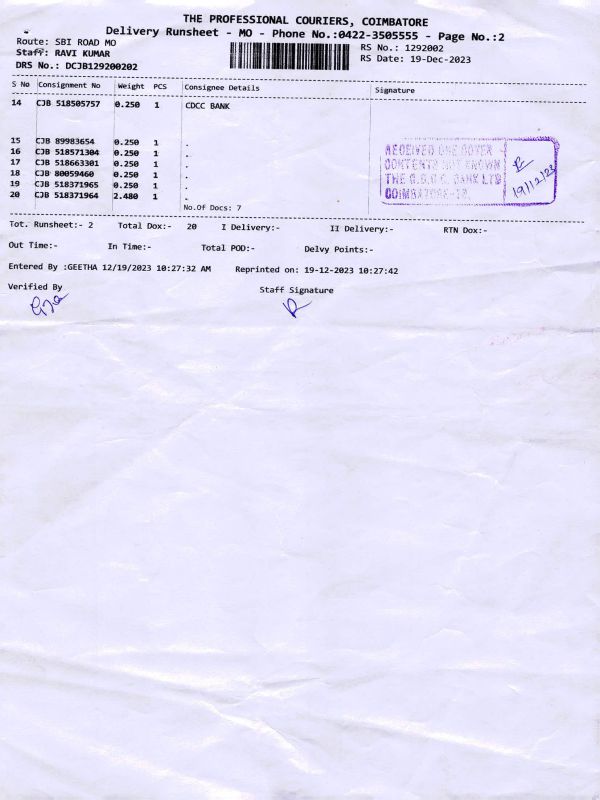 THE PROFESSIONAL COURIERS, COIMBATORE
Delivery Runsheet - MO - Phone No.:0422-3505555 - Page No.:2
Route: SBI ROAD MO
RS No.: 1292002
Staff: RAVI KUMAR
RS Date: 19-Dec-2023
DRS No.: DCJB129200202
S No Consignment No Weight PCS Consignee Details Signature
14 CJB 518505757 0.250 1 CDCC BANK
15 CJB 89983654 0.250 1 .
16 CJB 518571304 0.250 1 .
17 CJB 518663301 0.250 1 .
18 CJB 80059460 0.250 1 .
19 CJB 518371965 0.250 1 .
20 CJB 518371964 2.480 1 .
RECEIVED ONE COVER
CONTENTS NOT KNOWN
THE C.D.C.C. BANK LTD
COIMBATORE-18.
19/12/23
No.Of Docs: 7
Tot. Runsheet:- 2 Total Dox:- 20 I Delivery:- II Delivery:- RTN Dox:-
Out Time:- In Time:- Total POD:- Delvy Points:-
Entered By :GEETHA 12/19/2023 10:27:32 AM Reprinted on: 19-12-2023 10:27:42
Verified By Staff Signature